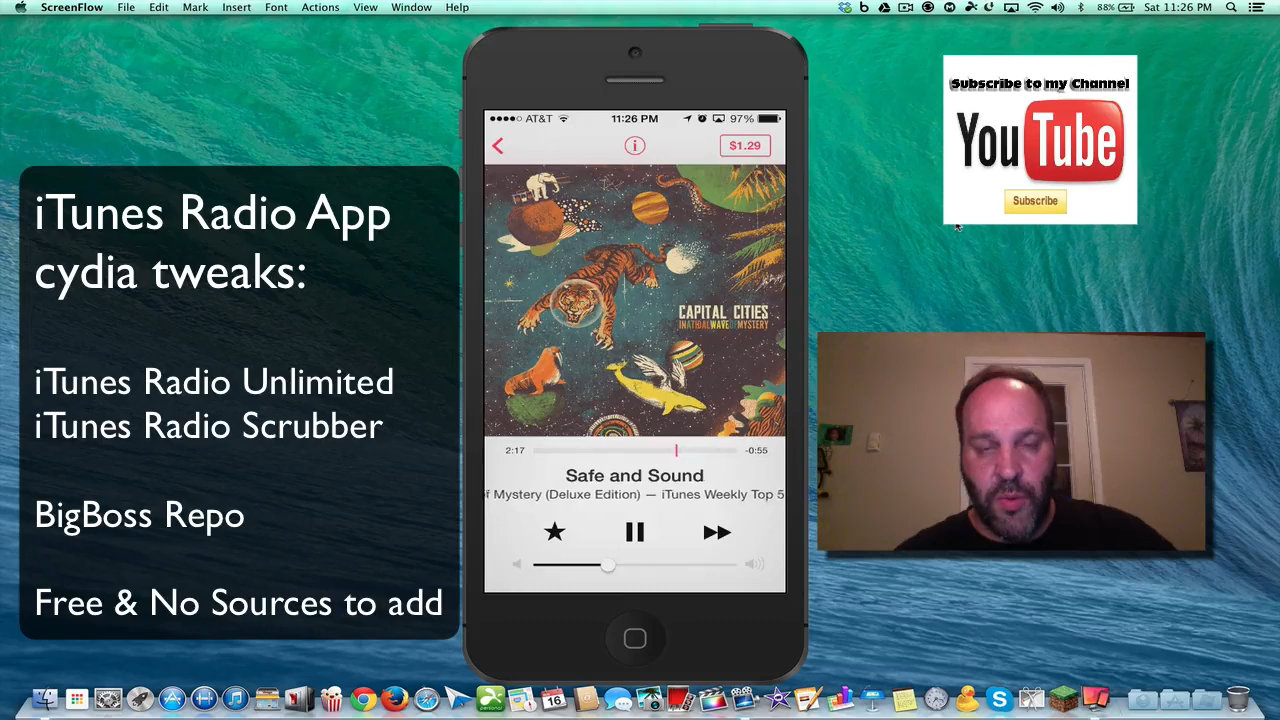 ScreenFlow File Edit Mark Insert Font Actions View Window Help
88% Sat 11:26 PM
iTunes Radio App
cydia tweaks:
iTunes Radio Unlimited
iTunes Radio Scrubber
BigBoss Repo
Free & No Sources to add
AT&T 11:26 PM 97%
$1.29
CAPITAL CITIES
IN A TIDAL WAVE OF MYSTERY
2:17 -0:55
Safe and Sound
of Mystery (Deluxe Edition) — iTunes Weekly Top 5
Subscribe to my Channel
YouTube
Subscribe
personal
16